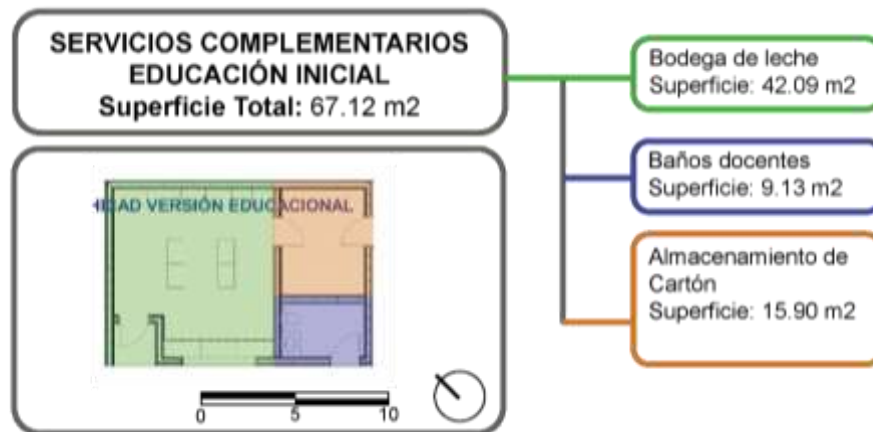 SERVICIOS COMPLEMENTARIOS
EDUCACIÓN INICIAL
Superficie Total: 67.12 m2
Bodega de leche
Superficie: 42.09 m2
Baños docentes
Superficie: 9.13 m2
Almacenamiento de
Cartón
Superficie: 15.90 m2
VERSIÓN EDUCACIONAL
0 5 10